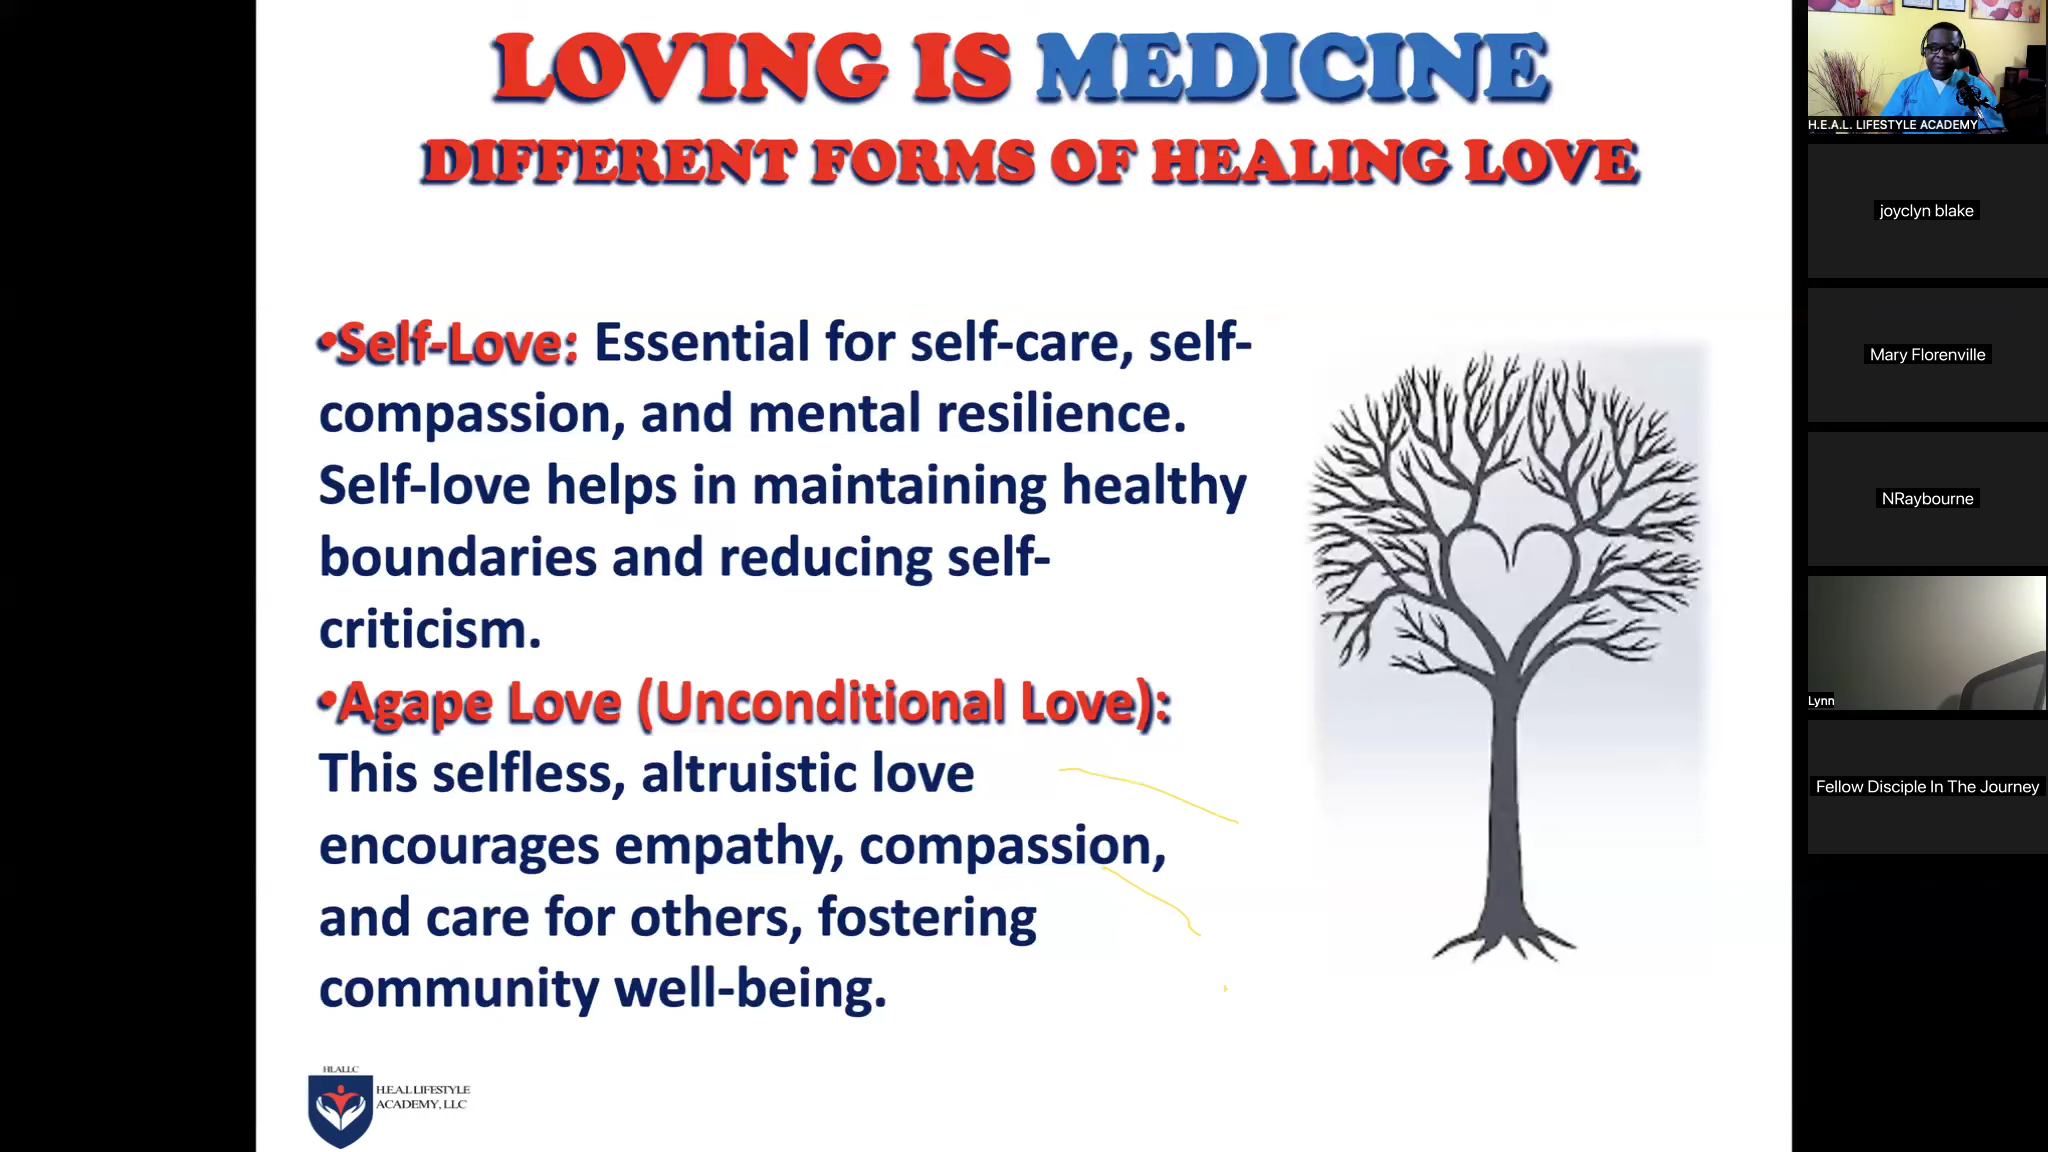 LOVING IS MEDICINE
DIFFERENT FORMS OF HEALING LOVE
•Self-Love: Essential for self-care, self-
compassion, and mental resilience.
Self-love helps in maintaining healthy
boundaries and reducing self-
criticism.
•Agape Love (Unconditional Love):
This selfless, altruistic love
encourages empathy, compassion,
and care for others, fostering
community well-being.
HLALLC
H.E.A.L LIFESTYLE
ACADEMY, LLC
H.E.A.L. LIFESTYLE ACADEMY
joyclyn blake
Mary Florenville
NRaybourne
Lynn
Fellow Disciple In The Journey